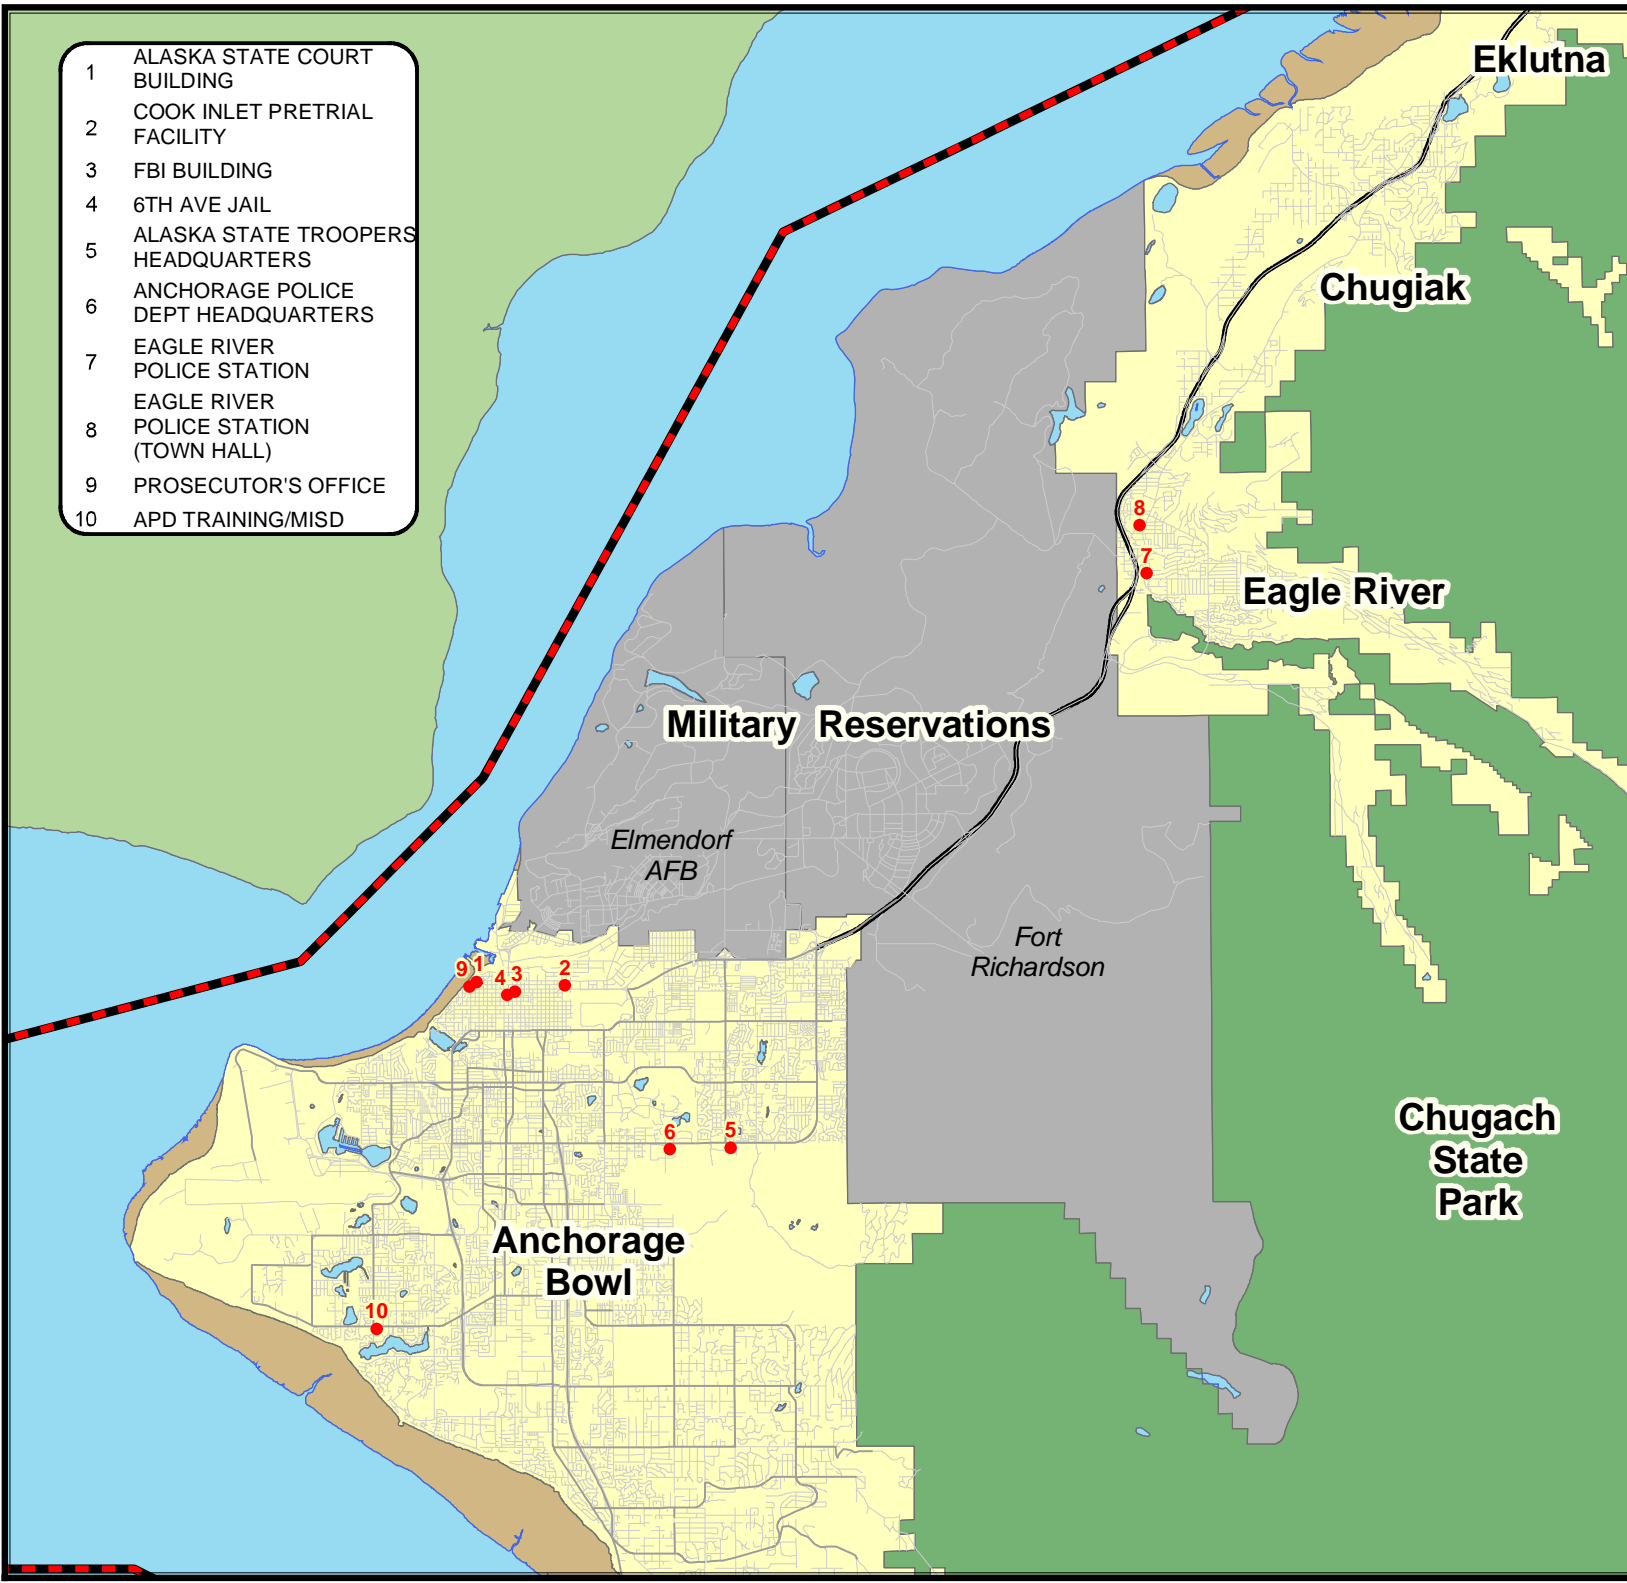 1 ALASKA STATE COURT
BUILDING
2 COOK INLET PRETRIAL
FACILITY
3 FBI BUILDING
4 6TH AVE JAIL
5 ALASKA STATE TROOPERS
HEADQUARTERS
6 ANCHORAGE POLICE
DEPT HEADQUARTERS
7 EAGLE RIVER
POLICE STATION
8 EAGLE RIVER
POLICE STATION
(TOWN HALL)
9 PROSECUTOR'S OFFICE
10 APD TRAINING/MISD
Eklutna
Chugiak
8
7
Eagle River
Military Reservations
Elmendorf
AFB
Fort
Richardson
9 1
4 3
2
6
5
Chugach
State
Park
Anchorage
Bowl
10